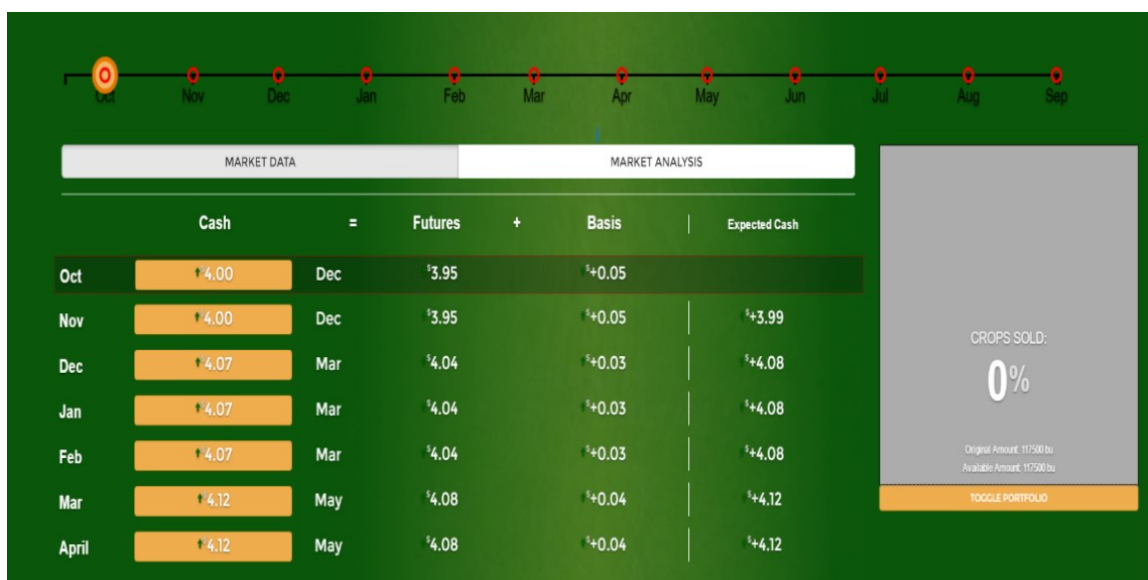 Oct Nov Dec Jan Feb Mar Apr May Jun Jul Aug Sep
MARKET DATA MARKET ANALYSIS
Cash = Futures + Basis | Expected Cash
Oct $4.00 Dec $3.95 $+0.05
Nov $4.00 Dec $3.95 $+0.05 $+3.99
Dec $4.07 Mar $4.04 $+0.03 $+4.08
Jan $4.07 Mar $4.04 $+0.03 $+4.08
Feb $4.07 Mar $4.04 $+0.03 $+4.08
Mar $4.12 May $4.08 $+0.04 $+4.12
April $4.12 May $4.08 $+0.04 $+4.12
CROPS SOLD:
0%
Original Amount: 117500 bu
Available Amount: 117500 bu
TOGGLE PORTFOLIO